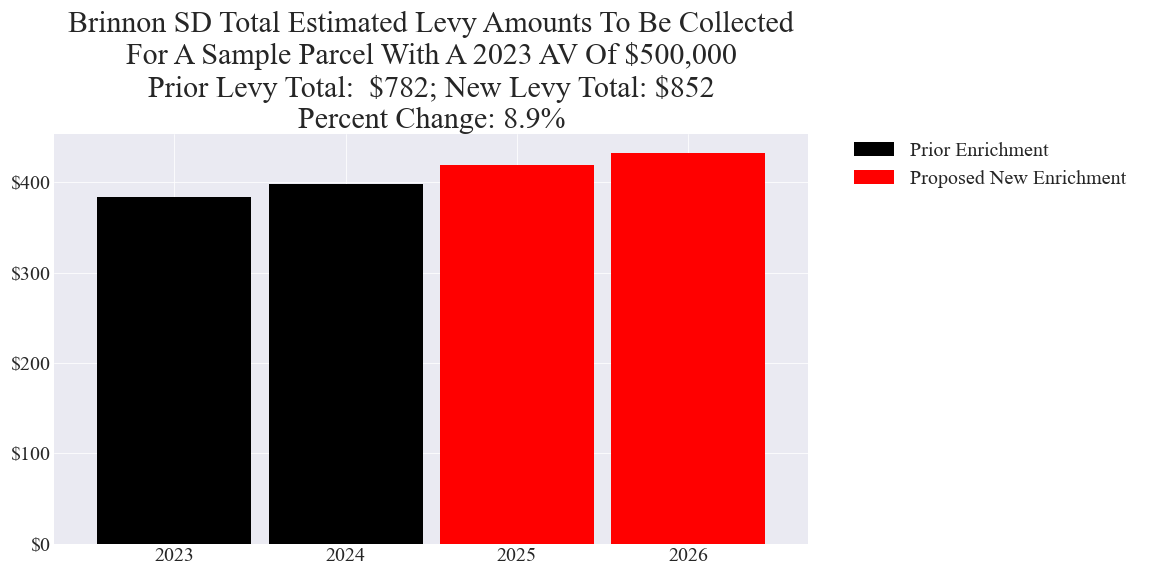 Brinnon SD Total Estimated Levy Amounts To Be Collected
For A Sample Parcel With A 2023 AV Of $500,000
Prior Levy Total:  $782; New Levy Total: $852
Percent Change: 8.9%
Prior Enrichment
Proposed New Enrichment
$400
$300
$200
$100
$0
2023 2024 2025 2026